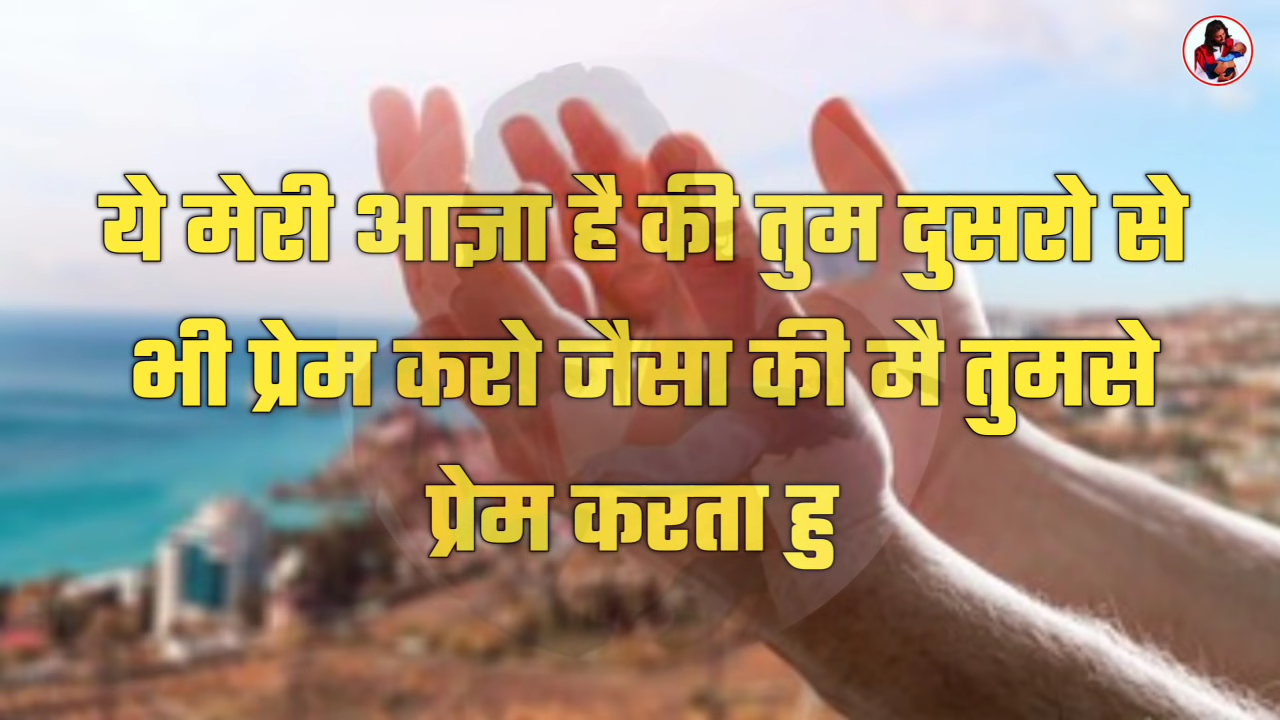 ये मेरी आज्ञा है की तुम दुसरो से
भी प्रेम करो जैसा की मै तुमसे
प्रेम करता हु